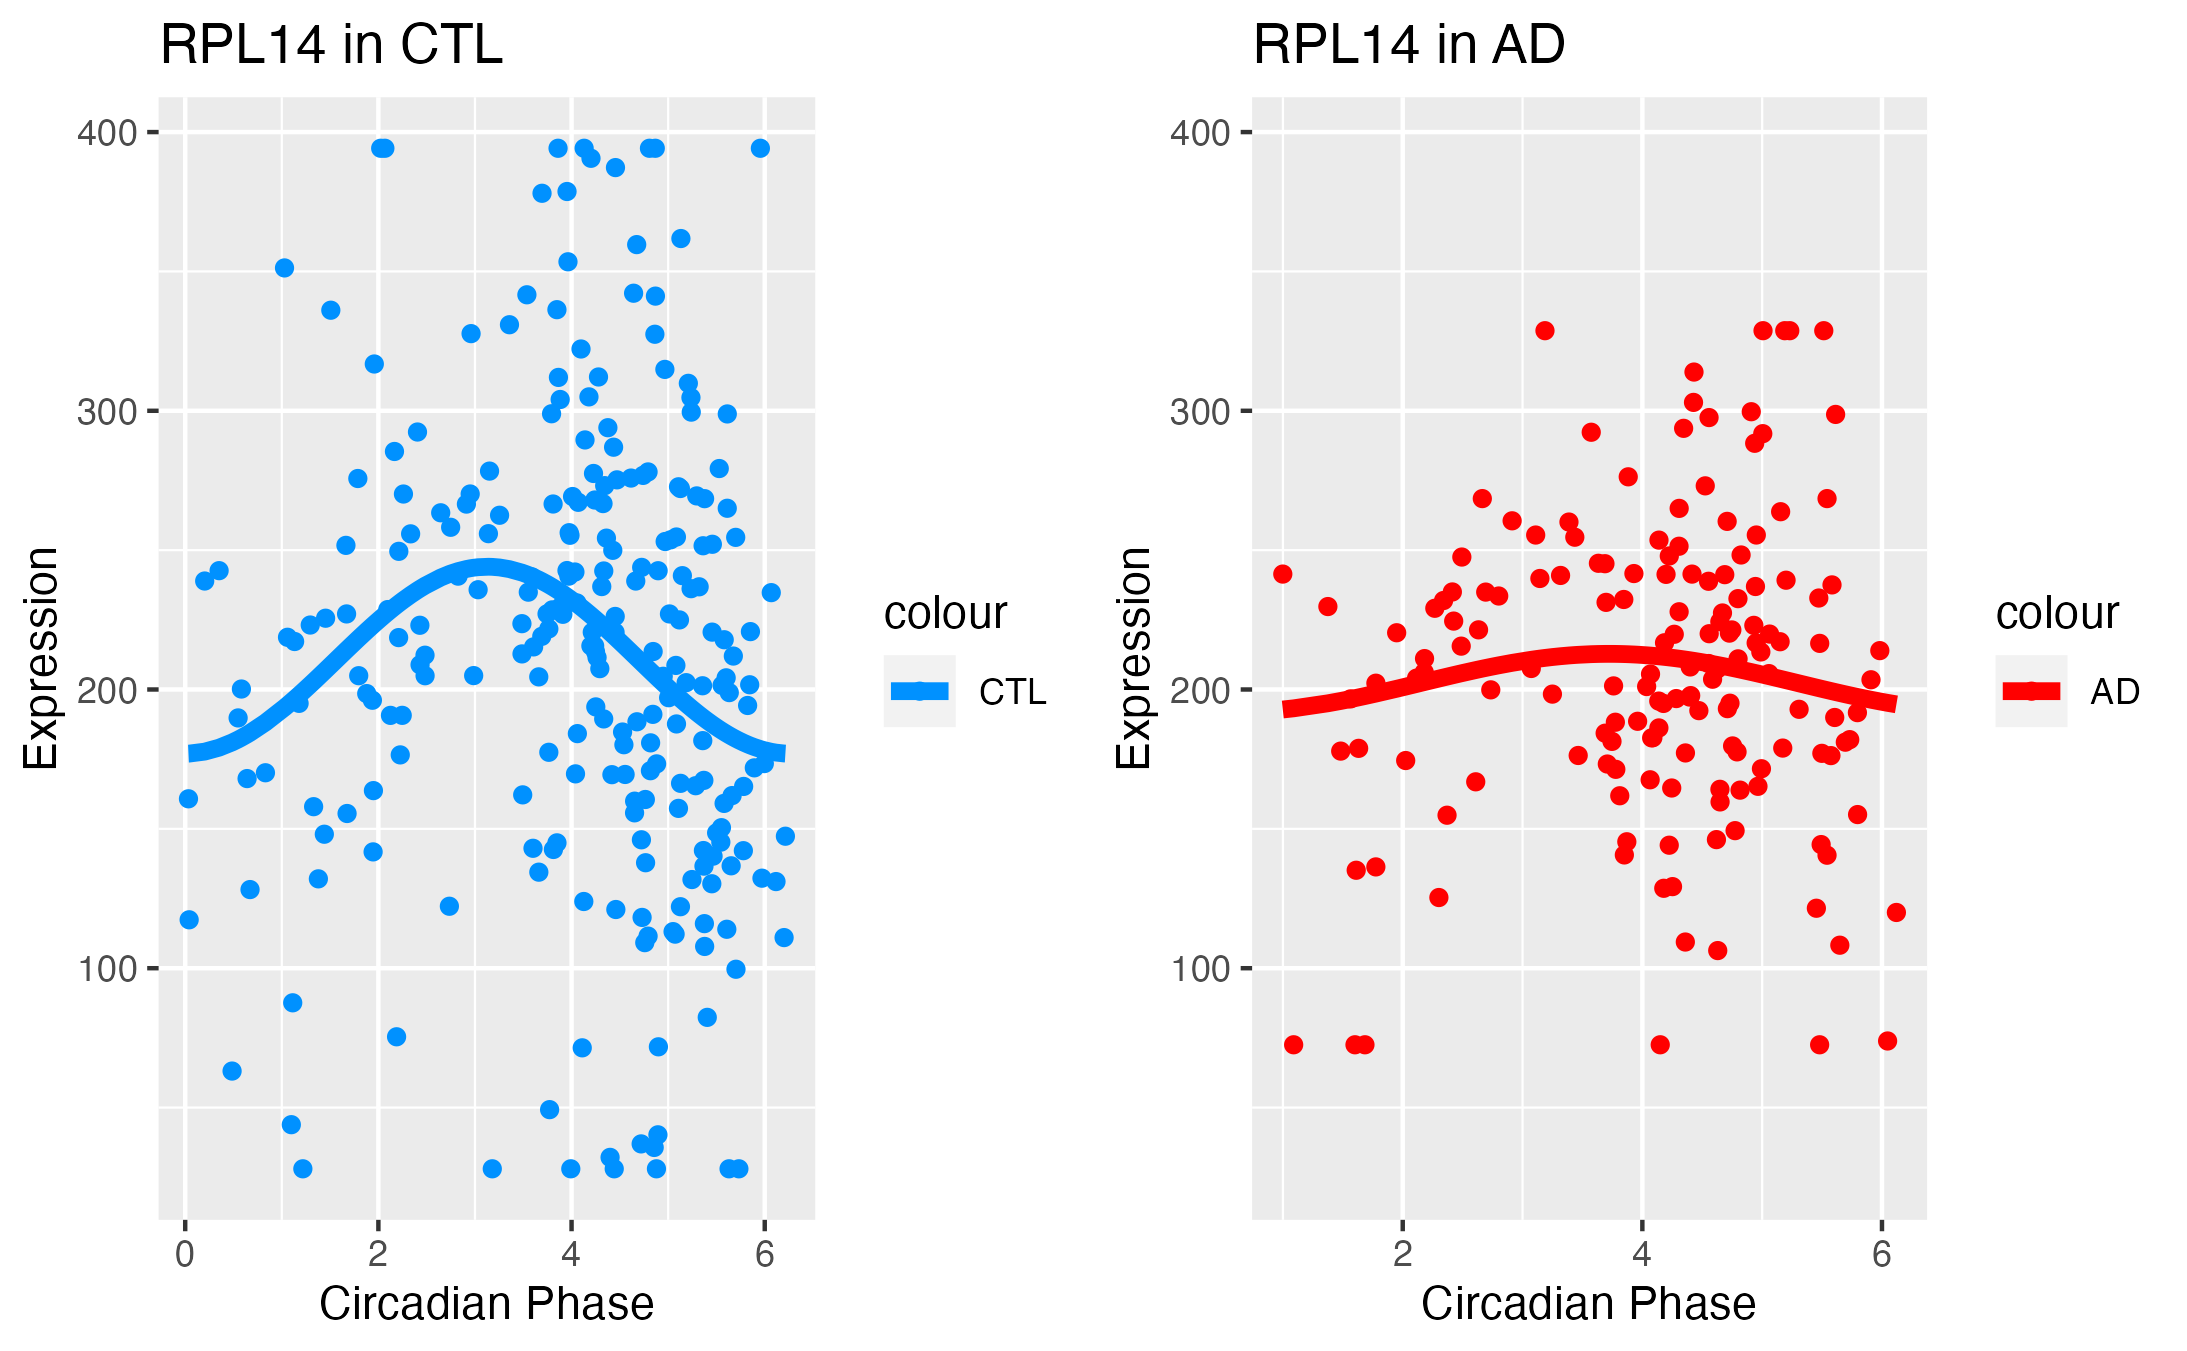 RPL14 in CTL
400
300
200
100
Expression
0 2 4 6
Circadian Phase
colour
CTL
RPL14 in AD
400
300
200
100
Expression
2 4 6
Circadian Phase
colour
AD